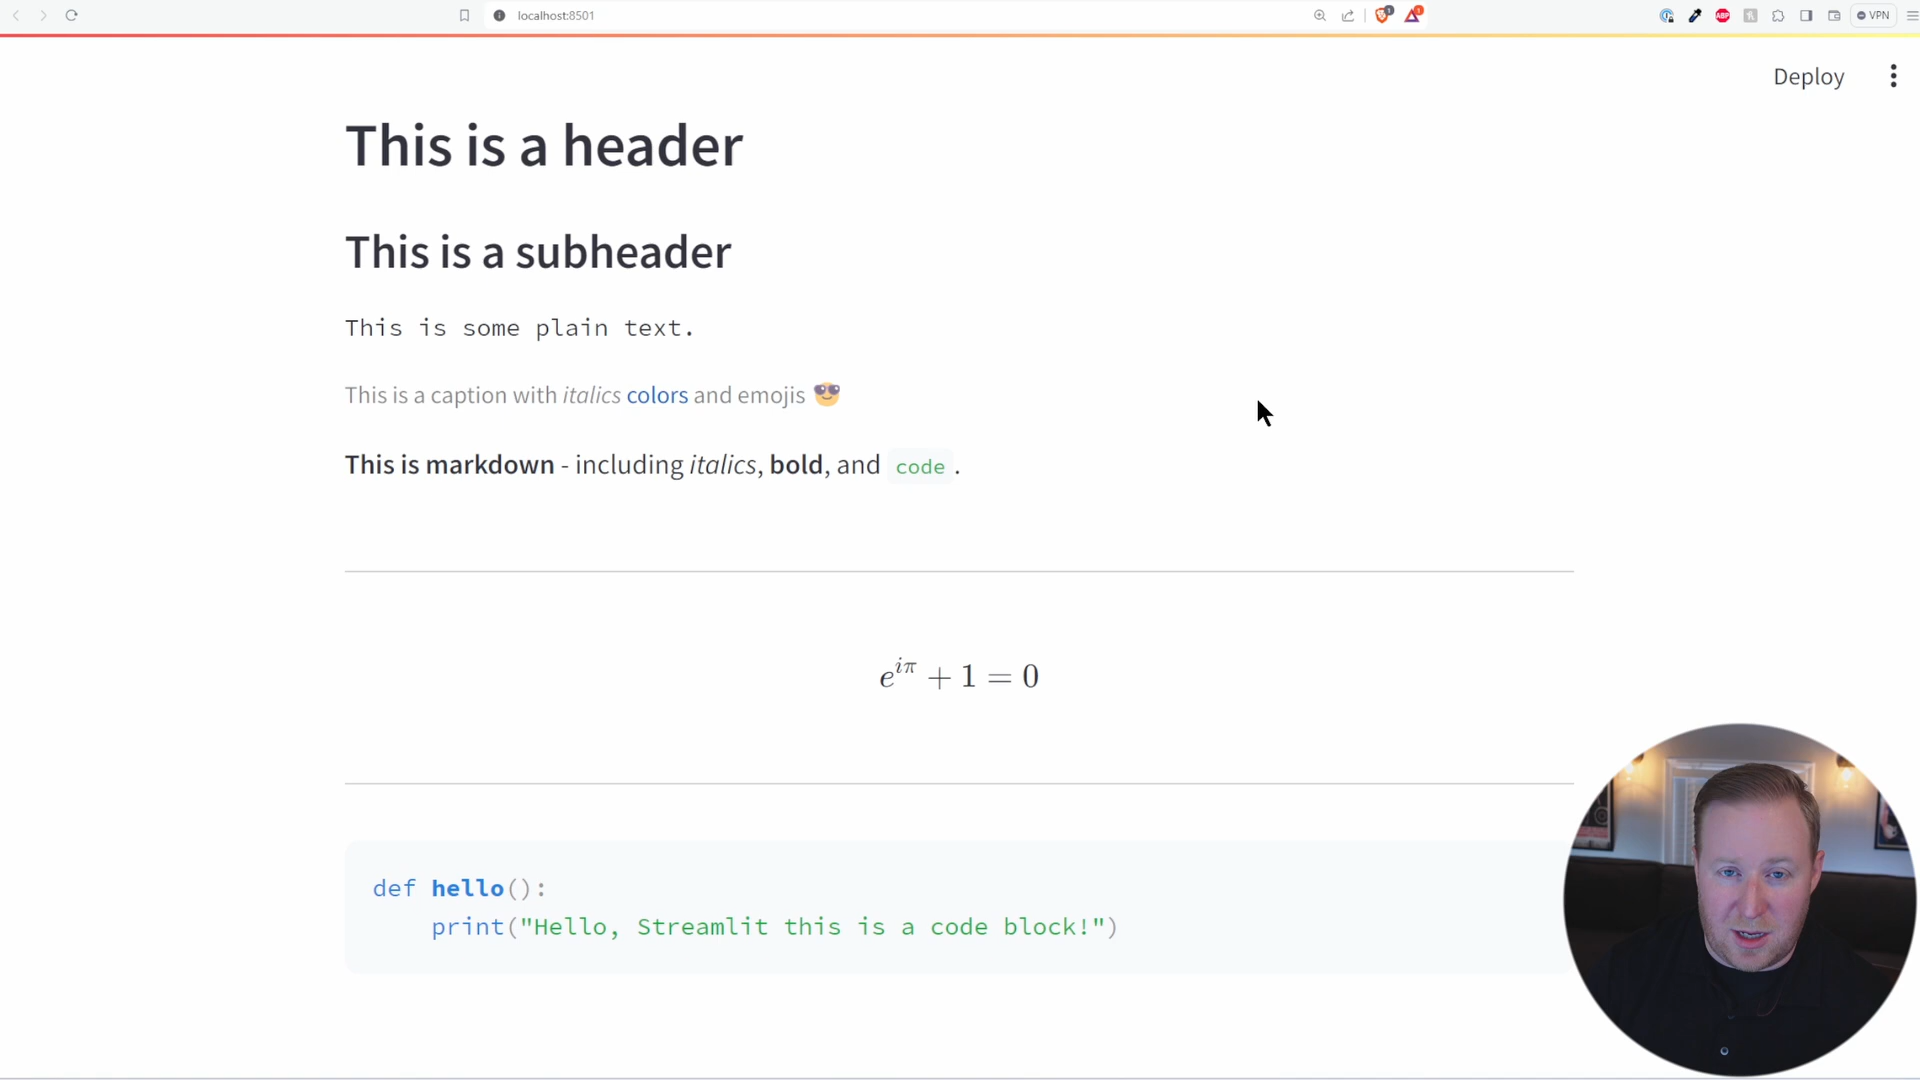 localhost:8501
VPN
Deploy
This is a header
This is a subheader
This is some plain text.
This is a caption with italics colors and emojis 😎
This is markdown - including italics, bold, and code.
e^{iπ} + 1 = 0
def hello():
    print("Hello, Streamlit this is a code block!")